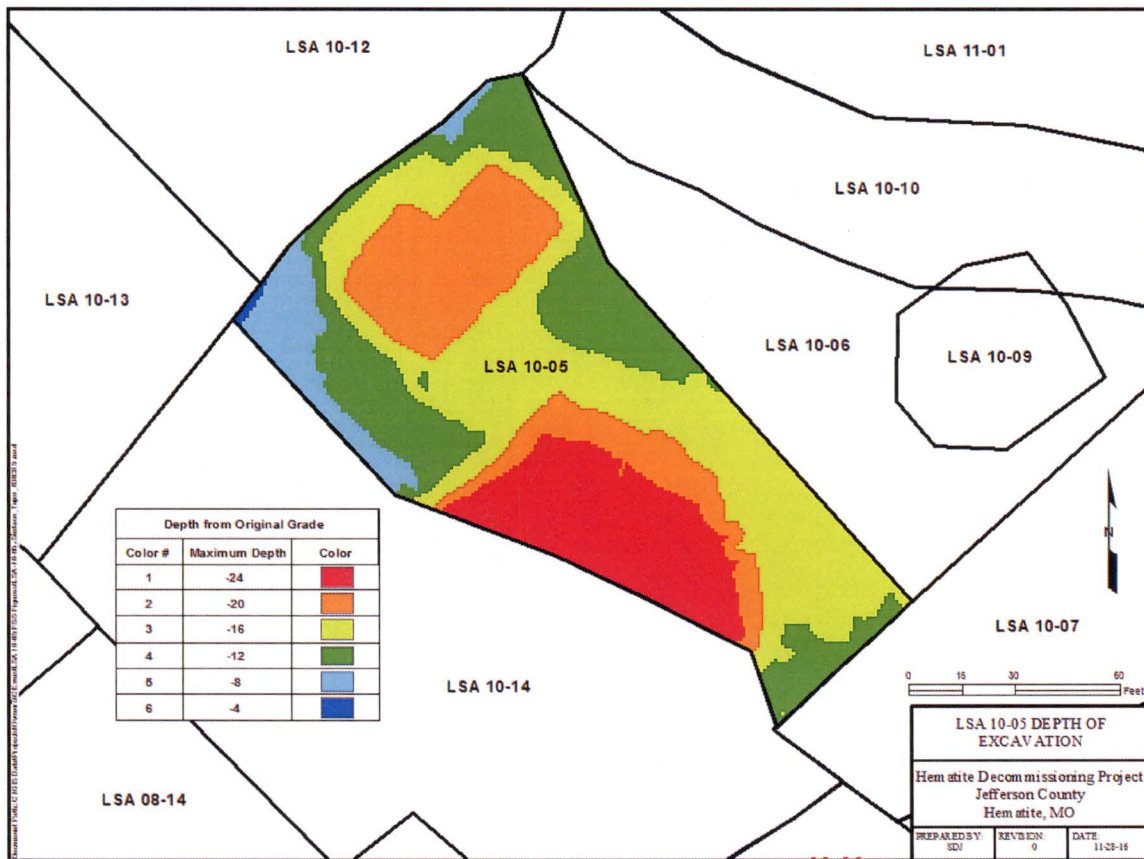 LSA 10-12
LSA 11-01
LSA 10-10
LSA 10-13
LSA 10-06
LSA 10-09
LSA 10-05
Depth from Original Grade
Color # Maximum Depth Color
1 -24
2 -20
3 -16
4 -12
5 -8
6 -4
N
LSA 10-07
LSA 10-14
0 15 30 60
Feet
LSA 08-14
LSA 10-05 DEPTH OF
EXCAVATION
Hematite Decommissioning Project
Jefferson County
Hematite, MO
PREPARED BY: REVISION: DATE:
SDJ 0 11-28-16